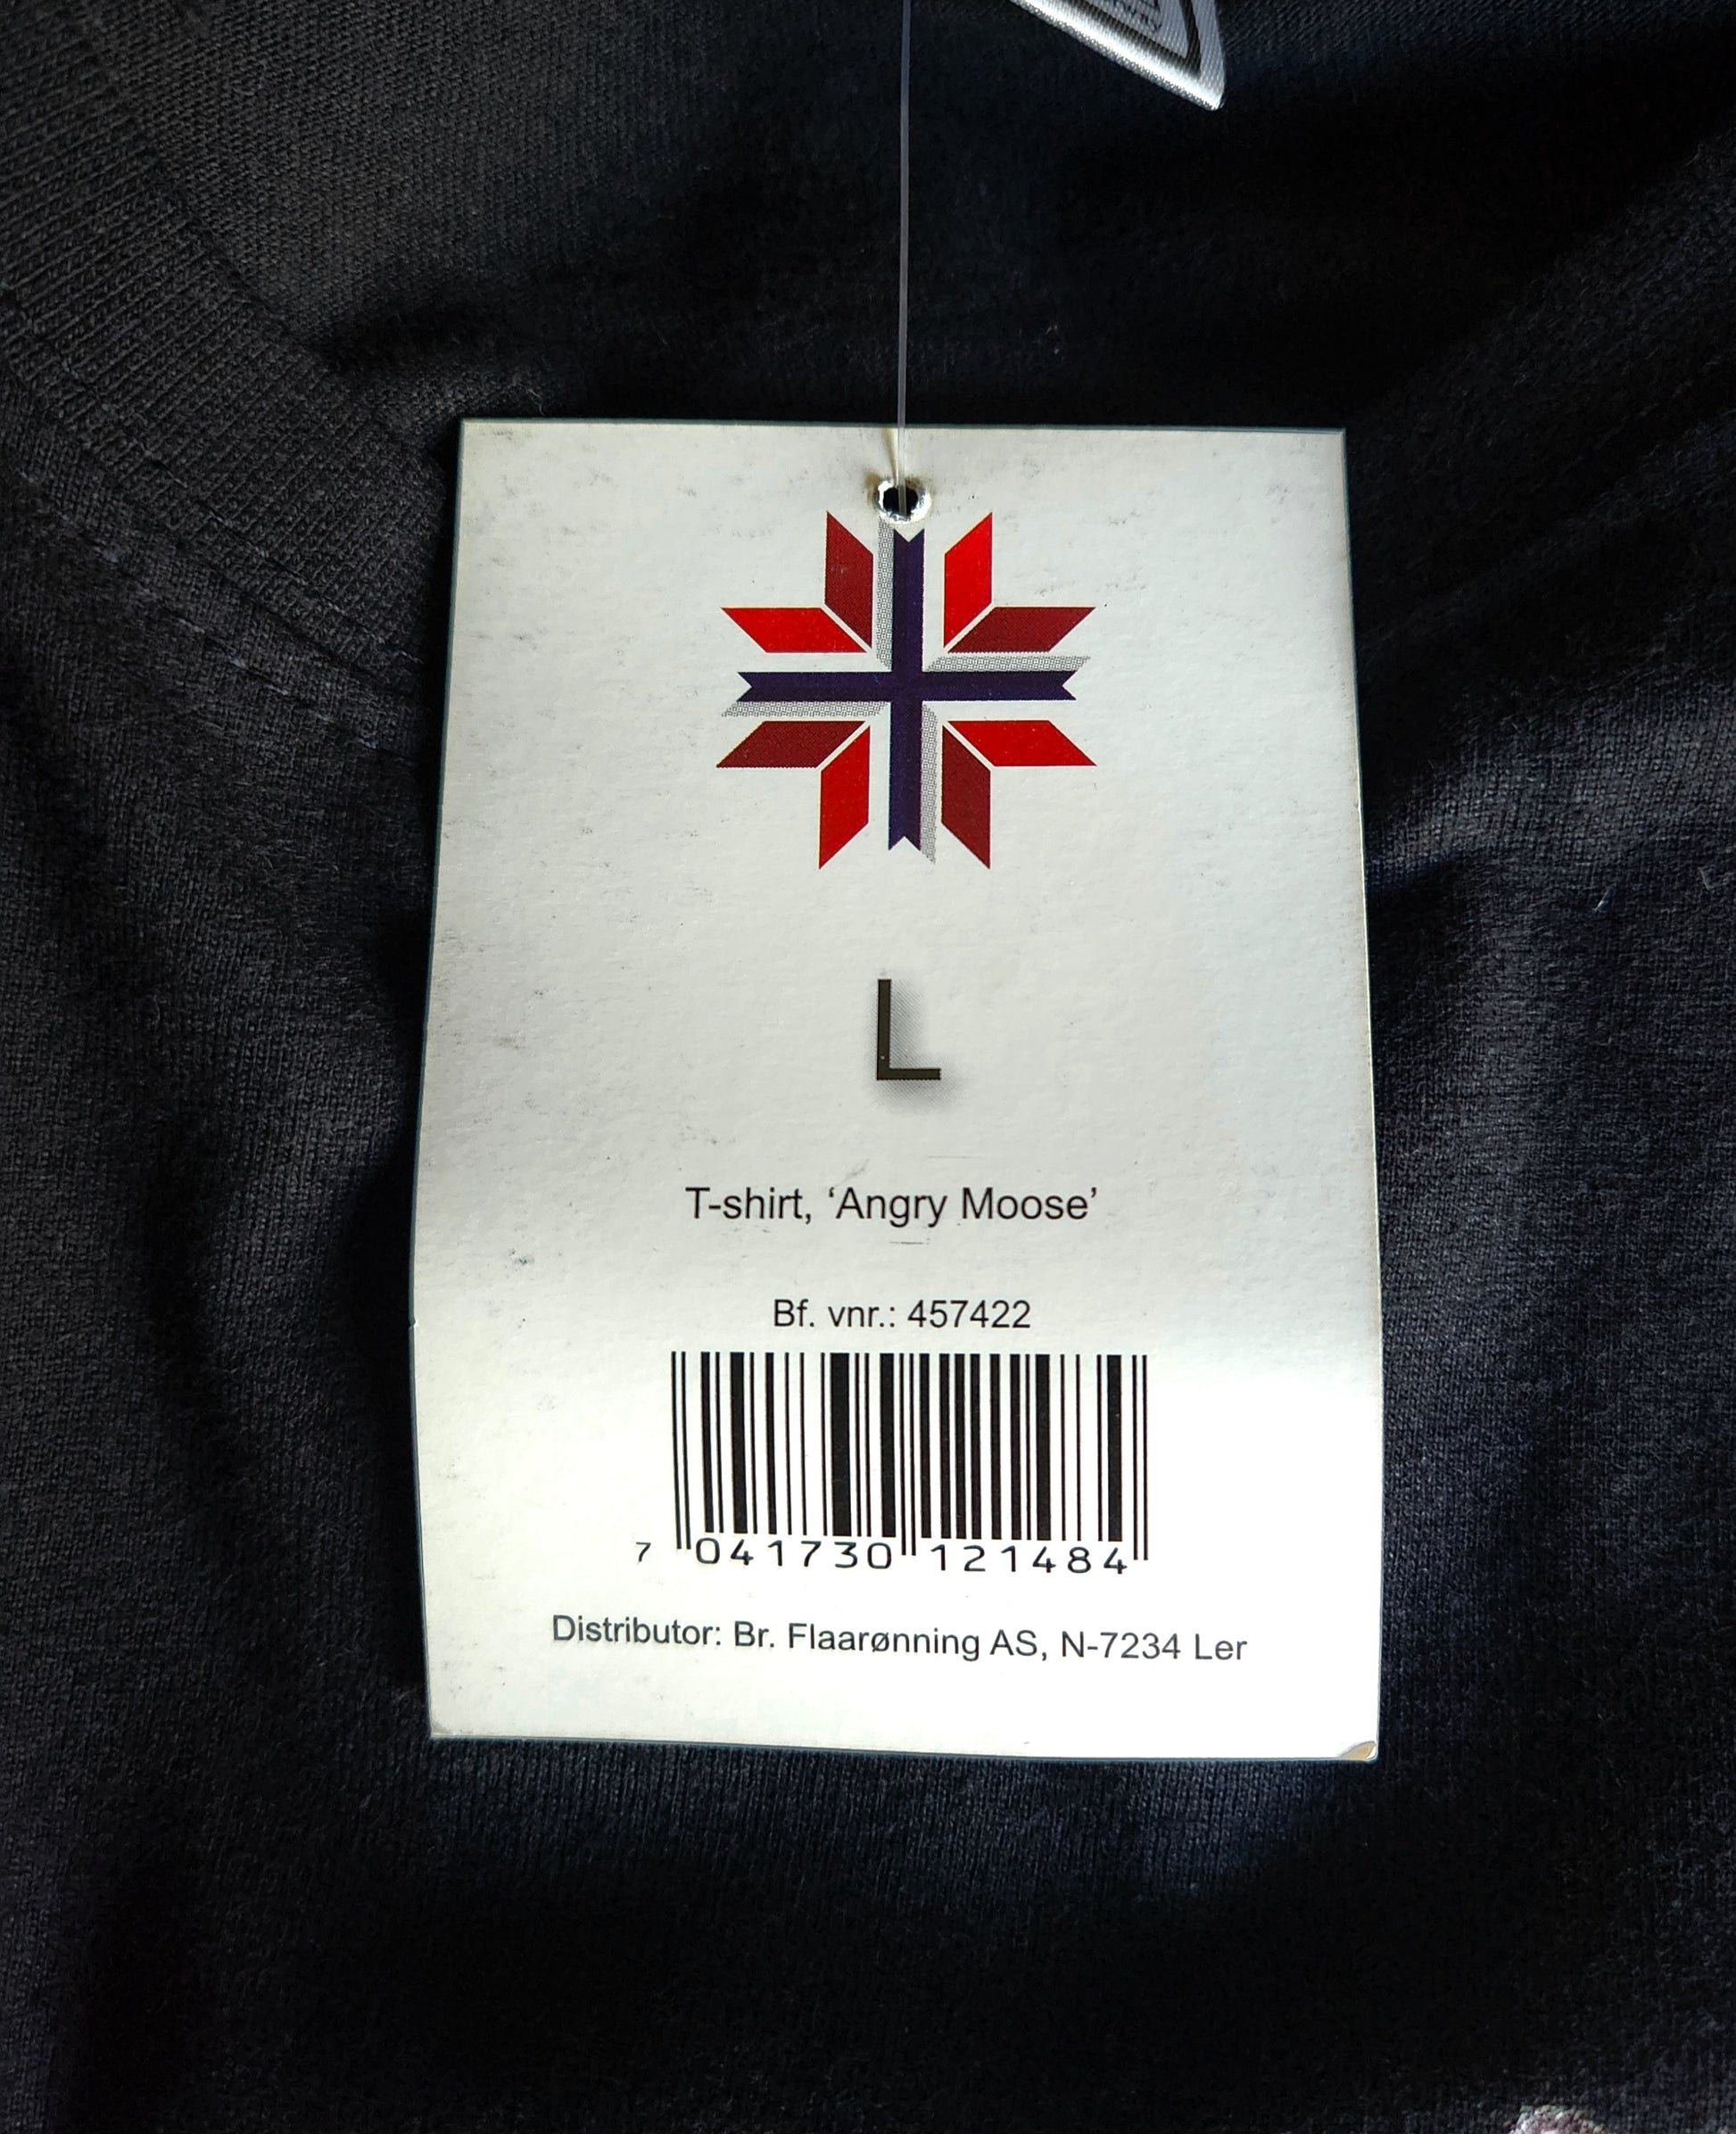 L
T-shirt, ‘Angry Moose’
Bf. vnr.: 457422
7 041730 121484
Distributor: Br. Flaarønning AS, N-7234 Ler